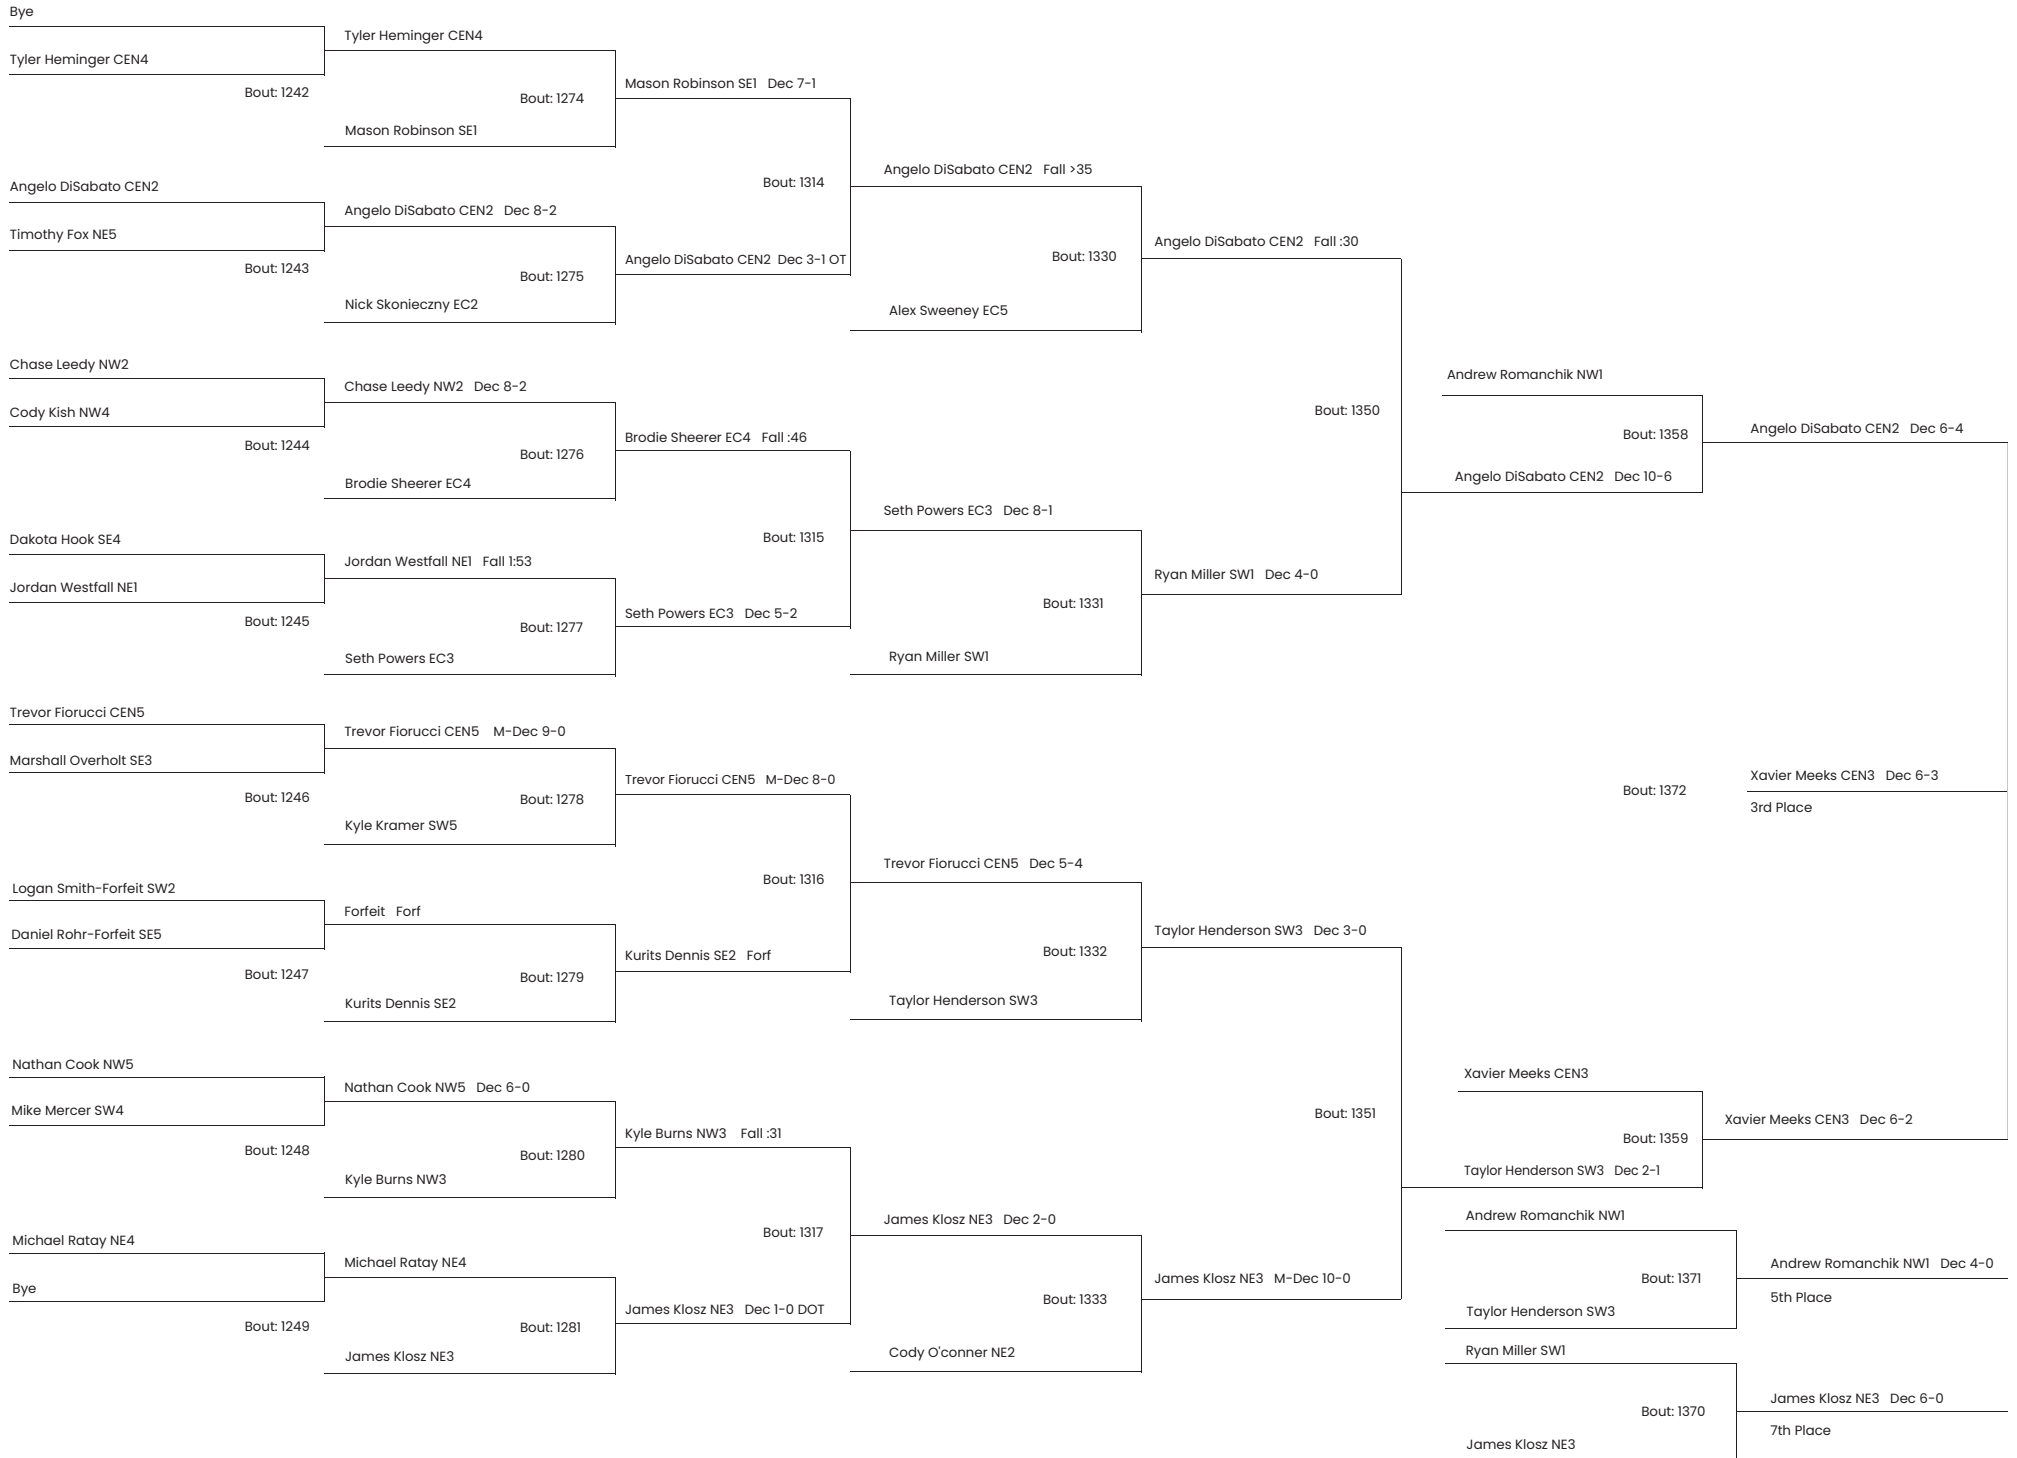 Bye
Tyler Heminger CEN4
Bout: 1242
Tyler Heminger CEN4
Bout: 1274
Mason Robinson SE1
Mason Robinson SE1 Dec 7-1
Angelo DiSabato CEN2
Timothy Fox NE5
Bout: 1243
Angelo DiSabato CEN2 Dec 8-2
Bout: 1275
Nick Skonieczny EC2
Angelo DiSabato CEN2 Dec 3-1 OT
Bout: 1314
Angelo DiSabato CEN2 Fall >35
Bout: 1330
Alex Sweeney EC5
Angelo DiSabato CEN2 Fall :30
Chase Leedy NW2
Cody Kish NW4
Bout: 1244
Chase Leedy NW2 Dec 8-2
Bout: 1276
Brodie Sheerer EC4
Brodie Sheerer EC4 Fall :46
Dakota Hook SE4
Jordan Westfall NE1
Bout: 1245
Jordan Westfall NE1 Fall 1:53
Bout: 1277
Seth Powers EC3
Seth Powers EC3 Dec 5-2
Bout: 1315
Seth Powers EC3 Dec 8-1
Bout: 1331
Ryan Miller SW1
Ryan Miller SW1 Dec 4-0
Bout: 1350
Andrew Romanchik NW1
Bout: 1358
Angelo DiSabato CEN2 Dec 10-6
Angelo DiSabato CEN2 Dec 6-4
Trevor Fiorucci CEN5
Marshall Overholt SE3
Bout: 1246
Trevor Fiorucci CEN5 M-Dec 9-0
Bout: 1278
Kyle Kramer SW5
Trevor Fiorucci CEN5 M-Dec 8-0
Logan Smith-Forfeit SW2
Daniel Rohr-Forfeit SE5
Bout: 1247
Forfeit Forf
Bout: 1279
Kurits Dennis SE2
Kurits Dennis SE2 Forf
Bout: 1316
Trevor Fiorucci CEN5 Dec 5-4
Bout: 1332
Taylor Henderson SW3
Taylor Henderson SW3 Dec 3-0
Bout: 1372
Xavier Meeks CEN3 Dec 6-3
3rd Place
Nathan Cook NW5
Mike Mercer SW4
Bout: 1248
Nathan Cook NW5 Dec 6-0
Bout: 1280
Kyle Burns NW3
Kyle Burns NW3 Fall :31
Michael Ratay NE4
Bye
Bout: 1249
Michael Ratay NE4
Bout: 1281
James Klosz NE3
James Klosz NE3 Dec 1-0 DOT
Bout: 1317
James Klosz NE3 Dec 2-0
Bout: 1333
Cody O'conner NE2
James Klosz NE3 M-Dec 10-0
Bout: 1351
Xavier Meeks CEN3
Bout: 1359
Taylor Henderson SW3 Dec 2-1
Xavier Meeks CEN3 Dec 6-2
Andrew Romanchik NW1
Bout: 1371
Taylor Henderson SW3
Andrew Romanchik NW1 Dec 4-0
5th Place
Ryan Miller SW1
Bout: 1370
James Klosz NE3
James Klosz NE3 Dec 6-0
7th Place